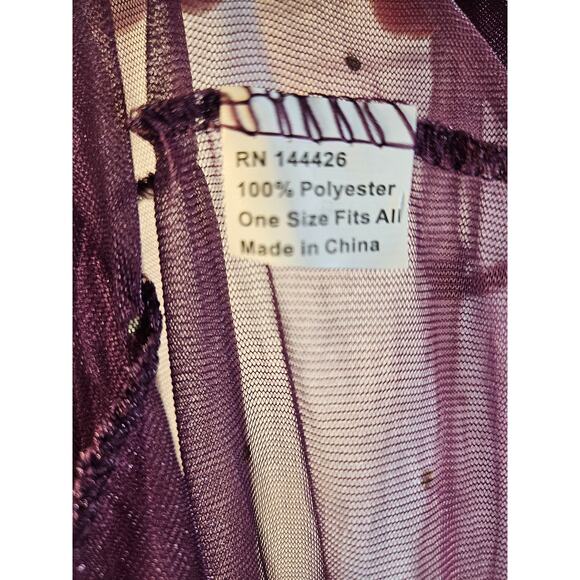 RN 144426
100% Polyester
One Size Fits All
Made in China